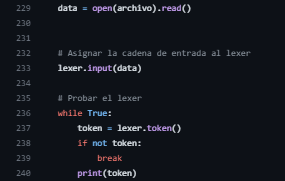 229 data = open(archivo).read()
230
231
232 # Asignar la cadena de entrada al lexer
233 lexer.input(data)
234
235 # Probar el lexer
236 while True:
237 token = lexer.token()
238 if not token:
239 break
240 print(token)